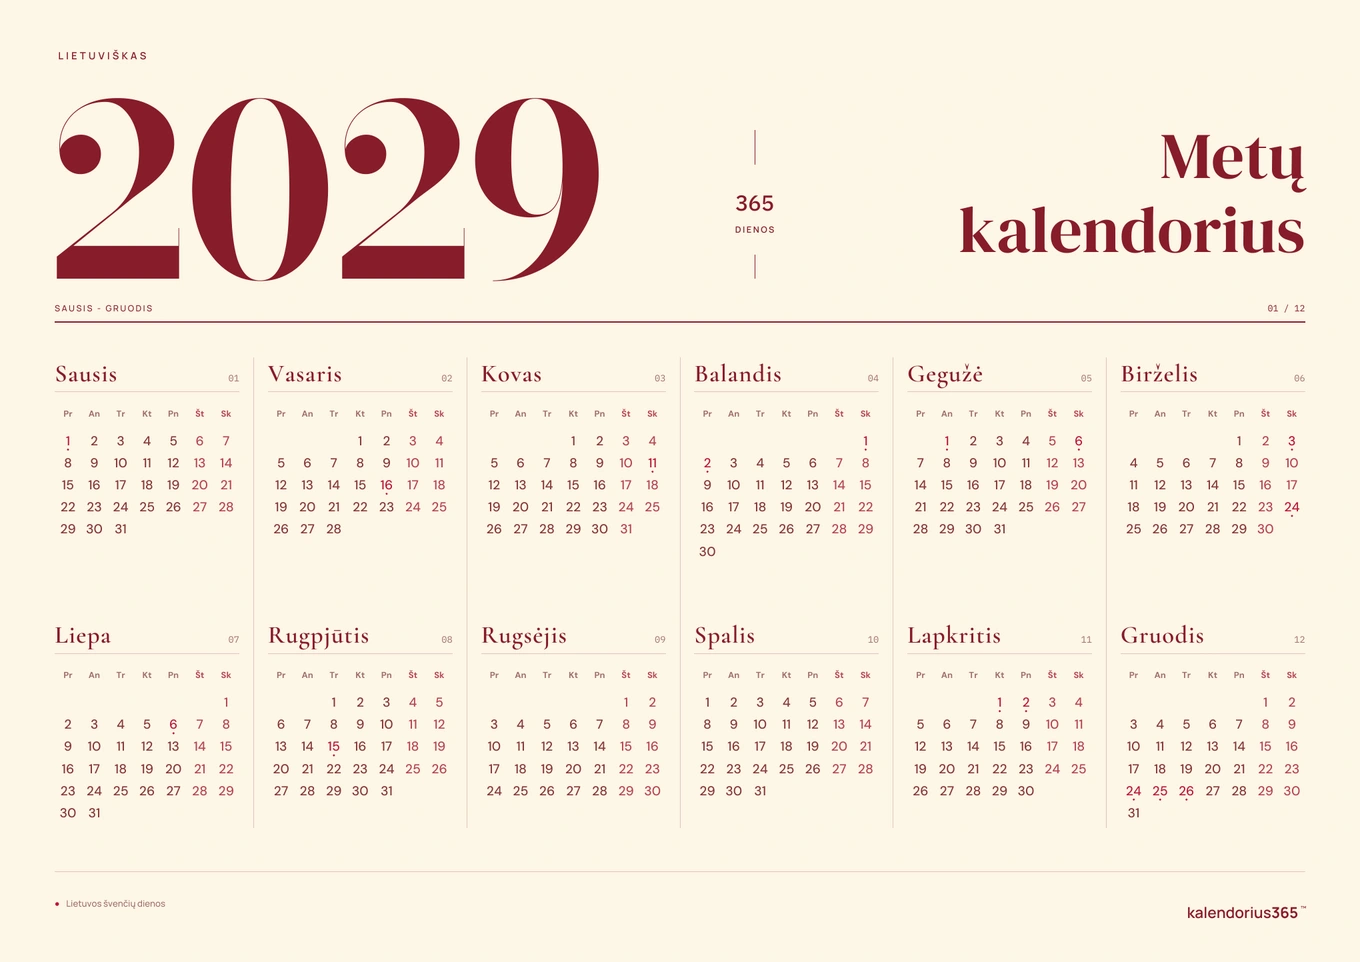 LIETUVIŠKAS
2029
365
DIENOS
Metų
kalendorius
SAUSIS - GRUODIS
01 / 12
Sausis 01
Pr An Tr Kt Pn Št Sk
1 2 3 4 5 6 7
8 9 10 11 12 13 14
15 16 17 18 19 20 21
22 23 24 25 26 27 28
29 30 31
Vasaris 02
Pr An Tr Kt Pn Št Sk
1 2 3 4
5 6 7 8 9 10 11
12 13 14 15 16 17 18
19 20 21 22 23 24 25
26 27 28
Kovas 03
Pr An Tr Kt Pn Št Sk
1 2 3 4
5 6 7 8 9 10 11
12 13 14 15 16 17 18
19 20 21 22 23 24 25
26 27 28 29 30 31
Balandis 04
Pr An Tr Kt Pn Št Sk
1
2 3 4 5 6 7 8
9 10 11 12 13 14 15
16 17 18 19 20 21 22
23 24 25 26 27 28 29
30
Gegužė 05
Pr An Tr Kt Pn Št Sk
1 2 3 4 5 6
7 8 9 10 11 12 13
14 15 16 17 18 19 20
21 22 23 24 25 26 27
28 29 30 31
Birželis 06
Pr An Tr Kt Pn Št Sk
1 2 3
4 5 6 7 8 9 10
11 12 13 14 15 16 17
18 19 20 21 22 23 24
25 26 27 28 29 30
Liepa 07
Pr An Tr Kt Pn Št Sk
1
2 3 4 5 6 7 8
9 10 11 12 13 14 15
16 17 18 19 20 21 22
23 24 25 26 27 28 29
30 31
Rugpjūtis 08
Pr An Tr Kt Pn Št Sk
1 2 3 4 5
6 7 8 9 10 11 12
13 14 15 16 17 18 19
20 21 22 23 24 25 26
27 28 29 30 31
Rugsėjis 09
Pr An Tr Kt Pn Št Sk
1 2
3 4 5 6 7 8 9
10 11 12 13 14 15 16
17 18 19 20 21 22 23
24 25 26 27 28 29 30
Spalis 10
Pr An Tr Kt Pn Št Sk
1 2 3 4 5 6 7
8 9 10 11 12 13 14
15 16 17 18 19 20 21
22 23 24 25 26 27 28
29 30 31
Lapkritis 11
Pr An Tr Kt Pn Št Sk
1 2 3 4
5 6 7 8 9 10 11
12 13 14 15 16 17 18
19 20 21 22 23 24 25
26 27 28 29 30
Gruodis 12
Pr An Tr Kt Pn Št Sk
1 2
3 4 5 6 7 8 9
10 11 12 13 14 15 16
17 18 19 20 21 22 23
24 25 26 27 28 29 30
31
Lietuvos švenčių dienos
kalendorius365™